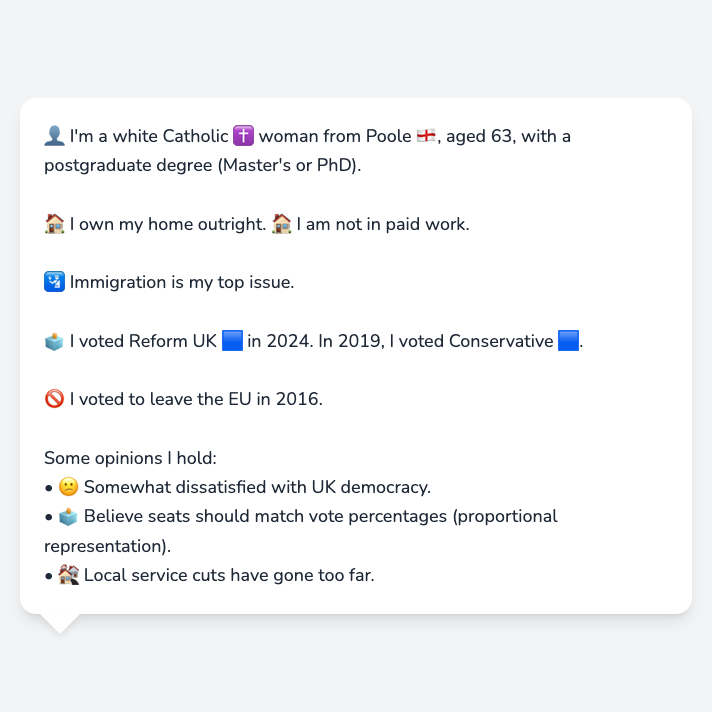 👤 I'm a white Catholic ✝️ woman from Poole 🏴󠁧󠁢󠁥󠁮󠁧󠁿, aged 63, with a
postgraduate degree (Master's or PhD).
🏠 I own my home outright. 🏠 I am not in paid work.
🛂 Immigration is my top issue.
🗳️ I voted Reform UK 🟦 in 2024. In 2019, I voted Conservative 🟦.
🚫 I voted to leave the EU in 2016.
Some opinions I hold:
• 😕 Somewhat dissatisfied with UK democracy.
• 🗳️ Believe seats should match vote percentages (proportional
representation).
• 🏘️ Local service cuts have gone too far.